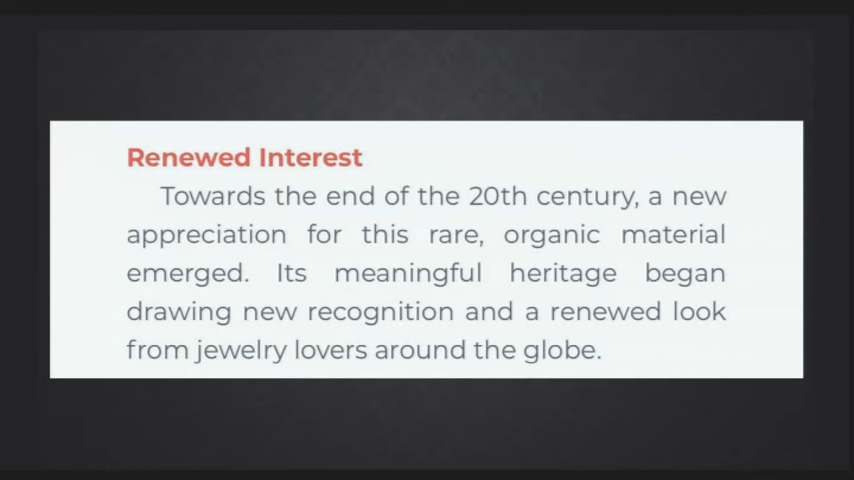 Renewed Interest
Towards the end of the 20th century, a new
appreciation for this rare, organic material
emerged. Its meaningful heritage began
drawing new recognition and a renewed look
from jewelry lovers around the globe.